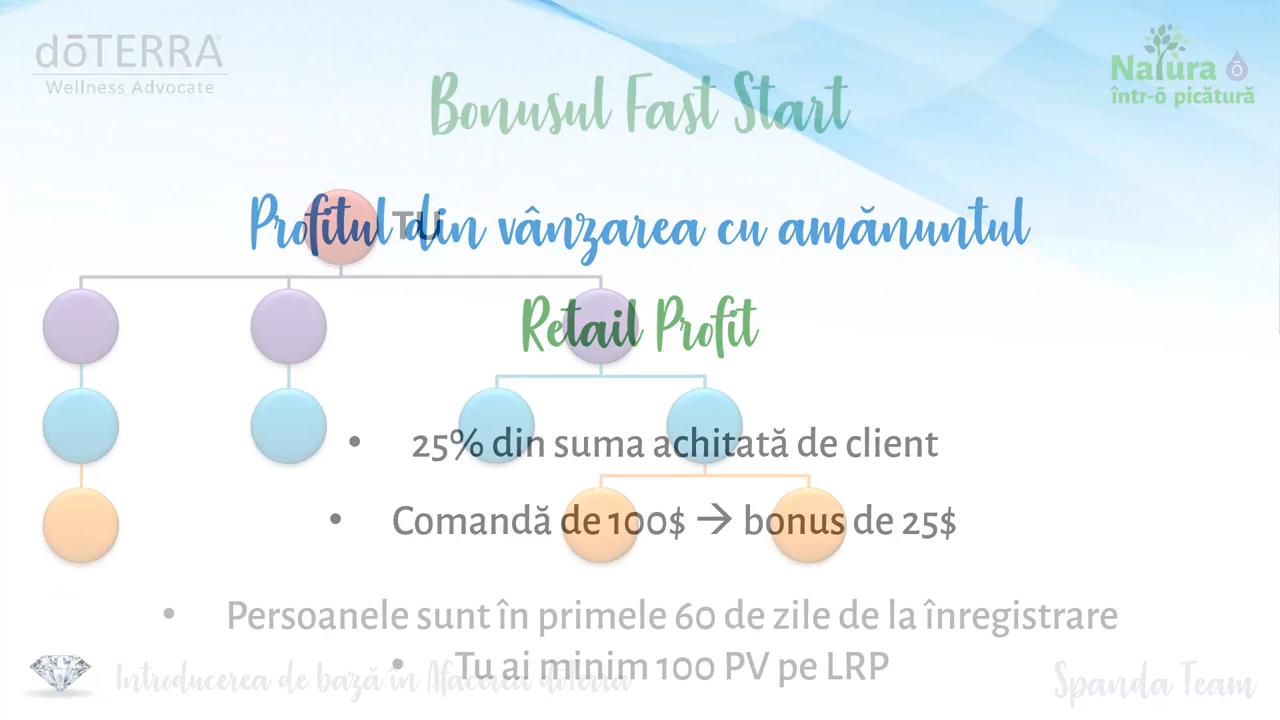 dōTERRA
Wellness Advocate
Natura
într-ō picătură
Bonusul Fast Start
TU
Profitul din vânzarea cu amănuntul
Retail Profit
• 25% din suma achitată de client
• Comandă de 100$ → bonus de 25$
• Persoanele sunt în primele 60 de zile de la înregistrare
• Tu ai minim 100 PV pe LRP
Introducerea de bază în Afacerea dōterra
Spanda Team